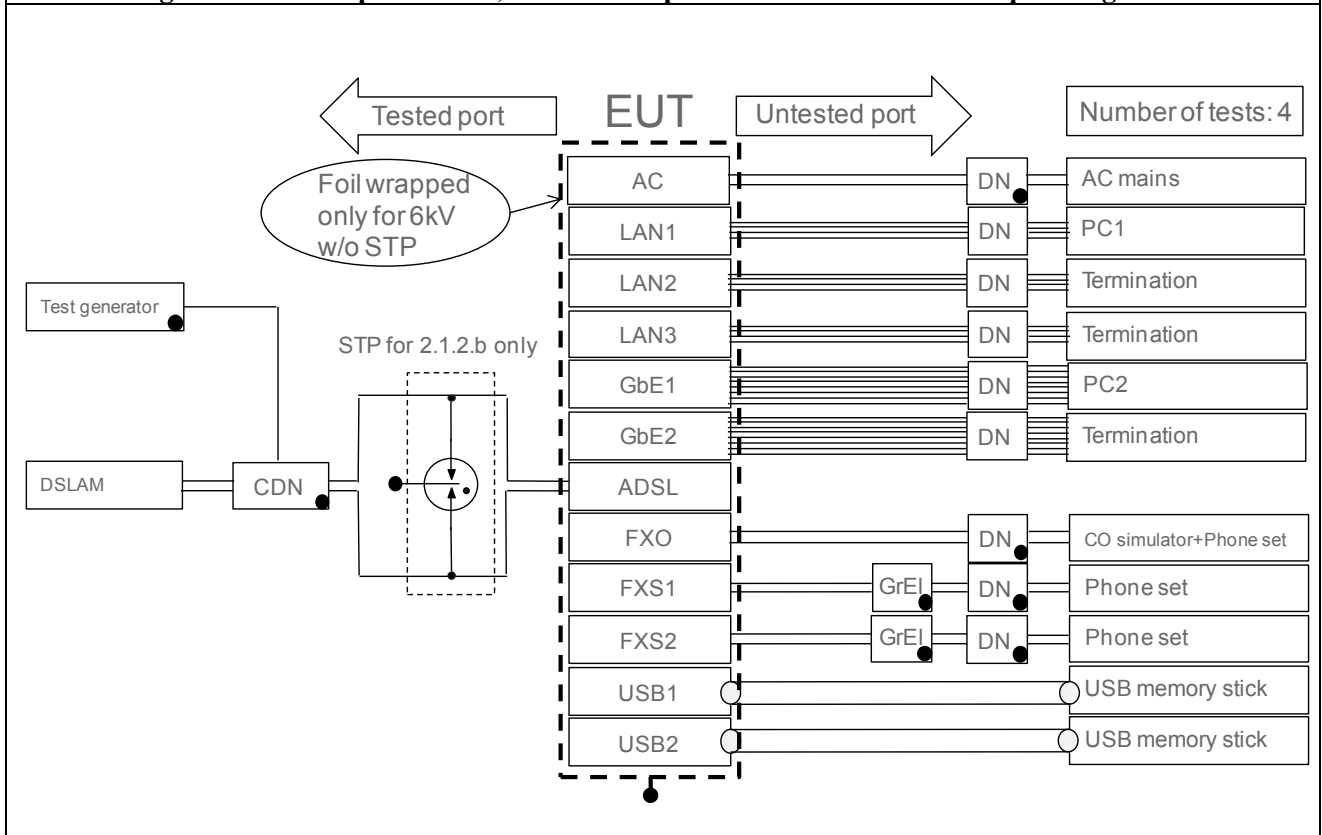 Tested port
EUT
Untested port
Number of tests: 4
Foil wrapped
only for 6kV
w/o STP
AC
DN
AC mains
LAN1
DN
PC1
LAN2
DN
Termination
Test generator
LAN3
DN
Termination
STP for 2.1.2.b only
GbE1
DN
PC2
GbE2
DN
Termination
DSLAM
CDN
ADSL
FXO
DN
CO simulator+Phone set
FXS1
GrEl
DN
Phone set
FXS2
GrEl
DN
Phone set
USB1
USB memory stick
USB2
USB memory stick